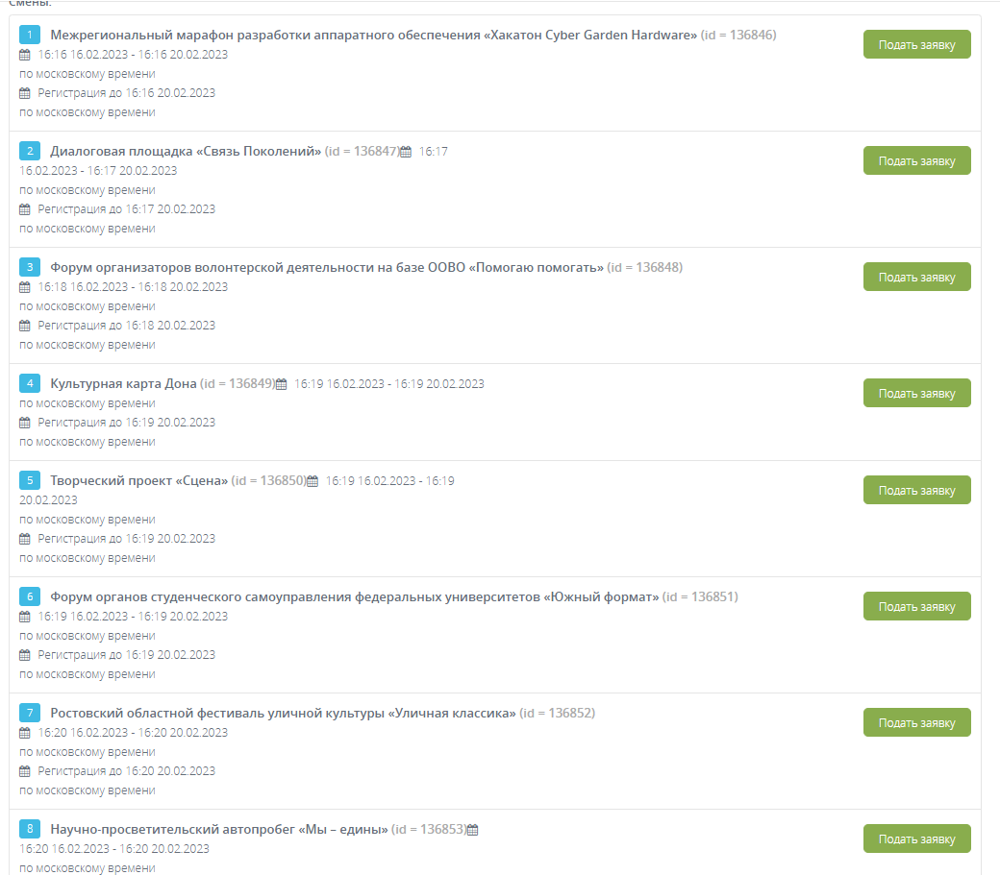 Смены:
1 Межрегиональный марафон разработки аппаратного обеспечения «Хакатон Cyber Garden Hardware» (id = 136846)
Подать заявку
16:16 16.02.2023 - 16:16 20.02.2023
по московскому времени
Регистрация до 16:16 20.02.2023
по московскому времени
2 Диалоговая площадка «Связь Поколений» (id = 136847) 16:17
Подать заявку
16.02.2023 - 16:17 20.02.2023
по московскому времени
Регистрация до 16:17 20.02.2023
по московскому времени
3 Форум организаторов волонтерской деятельности на базе ООВО «Помогаю помогать» (id = 136848)
Подать заявку
16:18 16.02.2023 - 16:18 20.02.2023
по московскому времени
Регистрация до 16:18 20.02.2023
по московскому времени
4 Культурная карта Дона (id = 136849) 16:19 16.02.2023 - 16:19 20.02.2023
Подать заявку
по московскому времени
Регистрация до 16:19 20.02.2023
по московскому времени
5 Творческий проект «Сцена» (id = 136850) 16:19 16.02.2023 - 16:19
Подать заявку
20.02.2023
по московскому времени
Регистрация до 16:19 20.02.2023
по московскому времени
6 Форум органов студенческого самоуправления федеральных университетов «Южный формат» (id = 136851)
Подать заявку
16:19 16.02.2023 - 16:19 20.02.2023
по московскому времени
Регистрация до 16:19 20.02.2023
по московскому времени
7 Ростовский областной фестиваль уличной культуры «Уличная классика» (id = 136852)
Подать заявку
16:20 16.02.2023 - 16:20 20.02.2023
по московскому времени
Регистрация до 16:20 20.02.2023
по московскому времени
8 Научно-просветительский автопробег «Мы – едины» (id = 136853)
Подать заявку
16:20 16.02.2023 - 16:20 20.02.2023
по московскому времени